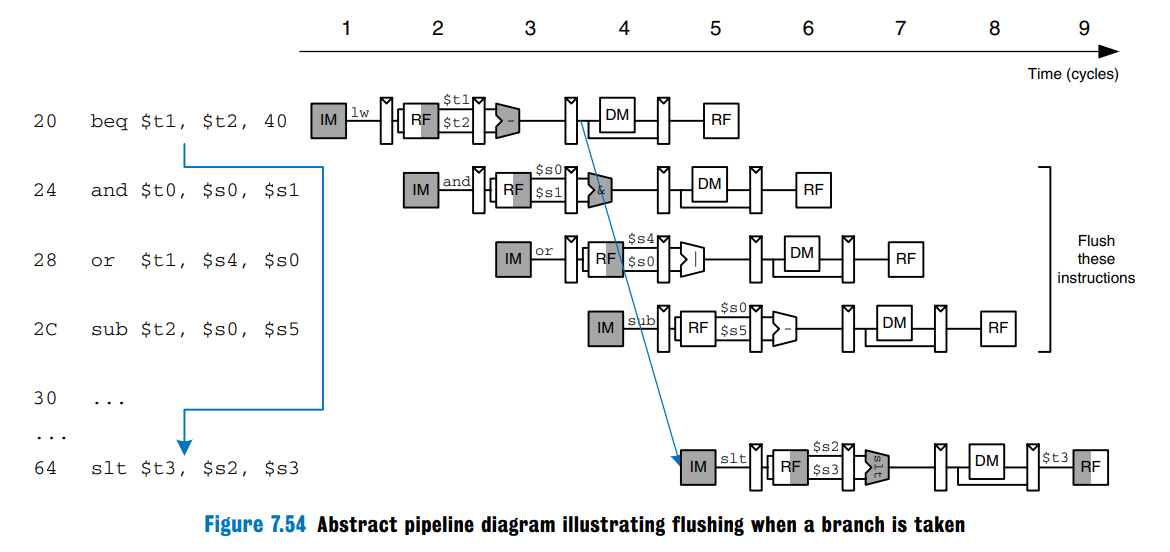 1 2 3 4 5 6 7 8 9
Time (cycles)
20 beq $t1, $t2, 40 IM lw RF $t1 $t2 - DM RF
24 and $t0, $s0, $s1 IM and RF $s0 $s1 & DM RF
28 or $t1, $s4, $s0 IM or RF $s4 $s0 | DM RF
2C sub $t2, $s0, $s5 IM sub RF $s0 $s5 - DM RF
Flush
these
instructions
30 ...
...
64 slt $t3, $s2, $s3 IM slt RF $s2 $s3 slt DM $t3 RF
Figure 7.54 Abstract pipeline diagram illustrating flushing when a branch is taken